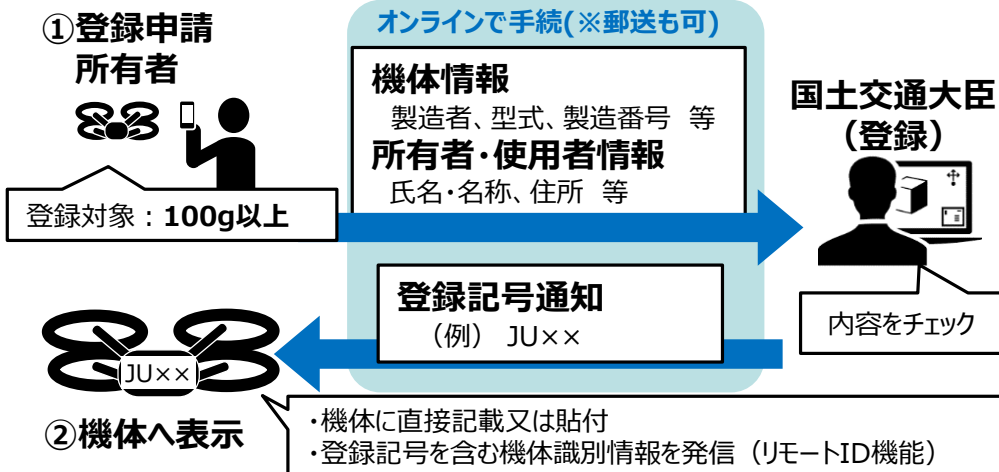 ①登録申請
所有者
登録対象：100g以上
オンラインで手続(※郵送も可)
機体情報
製造者、型式、製造番号 等
所有者・使用者情報
氏名・名称、住所 等
国土交通大臣
（登録）
内容をチェック
登録記号通知
（例） JU××
JU××
②機体へ表示
・機体に直接記載又は貼付
・登録記号を含む機体識別情報を発信（リモートID機能）